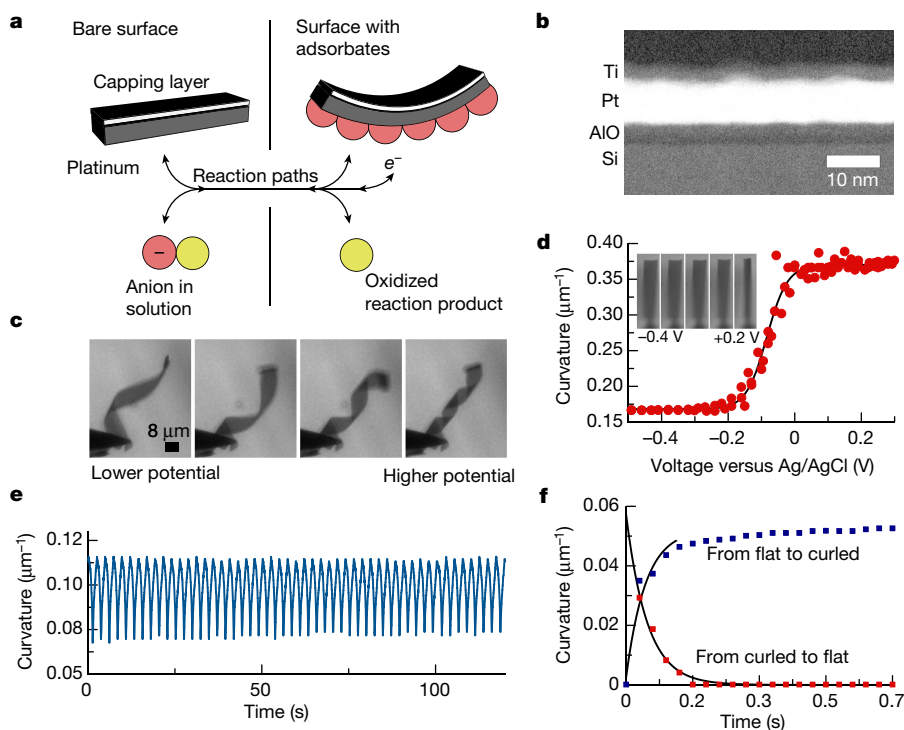 a
Bare surface
Surface with
adsorbates
Capping layer
Platinum
Reaction paths
e−
−
Anion in
solution
Oxidized
reaction product
b
Ti
Pt
AlO
Si
10 nm
c
8 μm
Lower potential
Higher potential
d
Curvature (μm−1)
0.40
0.35
0.30
0.25
0.20
0.15
−0.4 V
+0.2 V
−0.4
−0.2
0
0.2
Voltage versus Ag/AgCl (V)
e
Curvature (μm−1)
0.12
0.10
0.08
0.05
0
50
100
Time (s)
f
Curvature (μm−1)
0.06
0.04
0.02
0
From flat to curled
From curled to flat
0
0.1
0.2
0.3
0.4
0.5
0.6
0.7
Time (s)